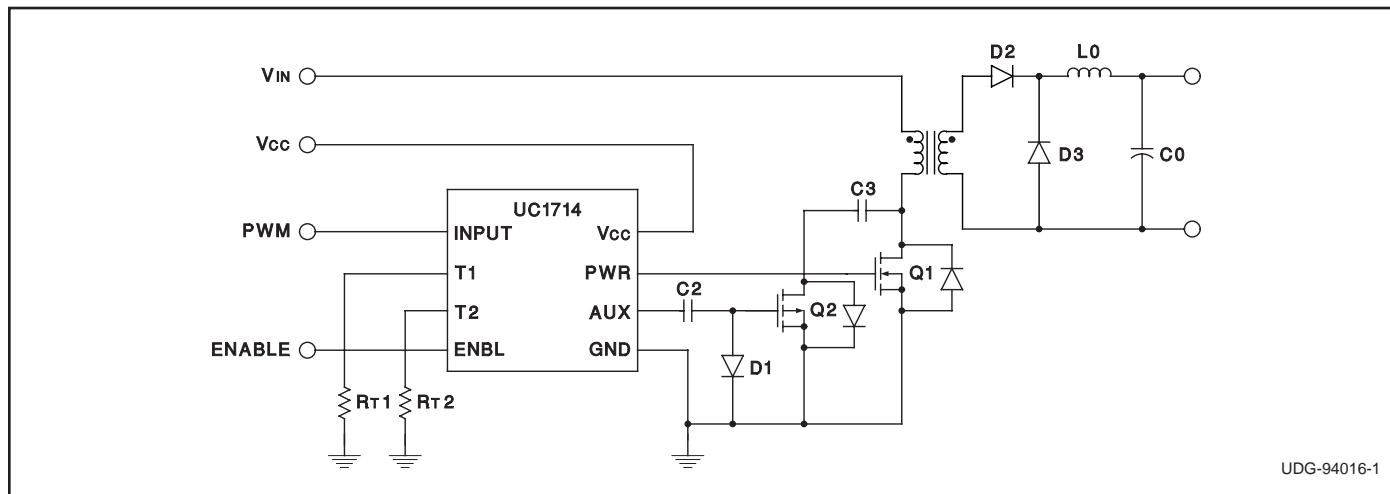 D2
L0
VIN
VCC
D3
C0
C3
UC1714
PWM
INPUT
VCC
T1
PWR
Q1
C2
T2
AUX
Q2
ENABLE
ENBL
GND
D1
RT1
RT2
UDG-94016-1